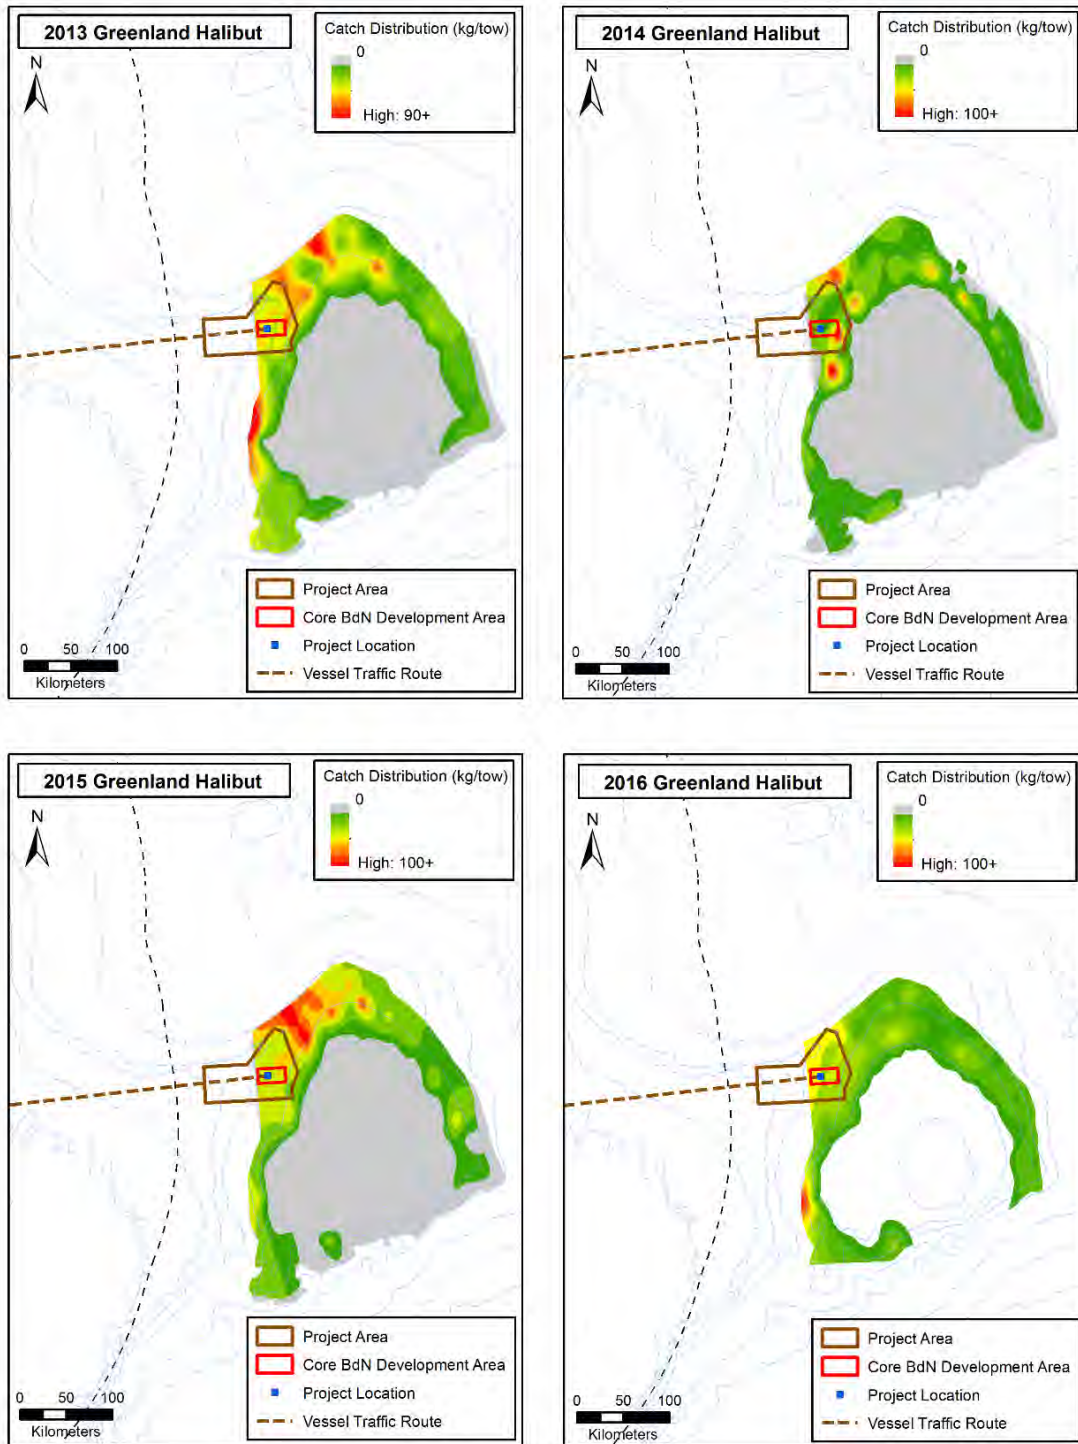 2013 Greenland Halibut
Catch Distribution (kg/tow)
0
High: 90+
N
Project Area
Core BdN Development Area
Project Location
Vessel Traffic Route
0 50 100
Kilometers
2014 Greenland Halibut
Catch Distribution (kg/tow)
0
High: 100+
N
Project Area
Core BdN Development Area
Project Location
Vessel Traffic Route
0 50 100
Kilometers
2015 Greenland Halibut
Catch Distribution (kg/tow)
0
High: 100+
N
Project Area
Core BdN Development Area
Project Location
Vessel Traffic Route
0 50 100
Kilometers
2016 Greenland Halibut
Catch Distribution (kg/tow)
0
High: 100+
N
Project Area
Core BdN Development Area
Project Location
Vessel Traffic Route
0 50 100
Kilometers